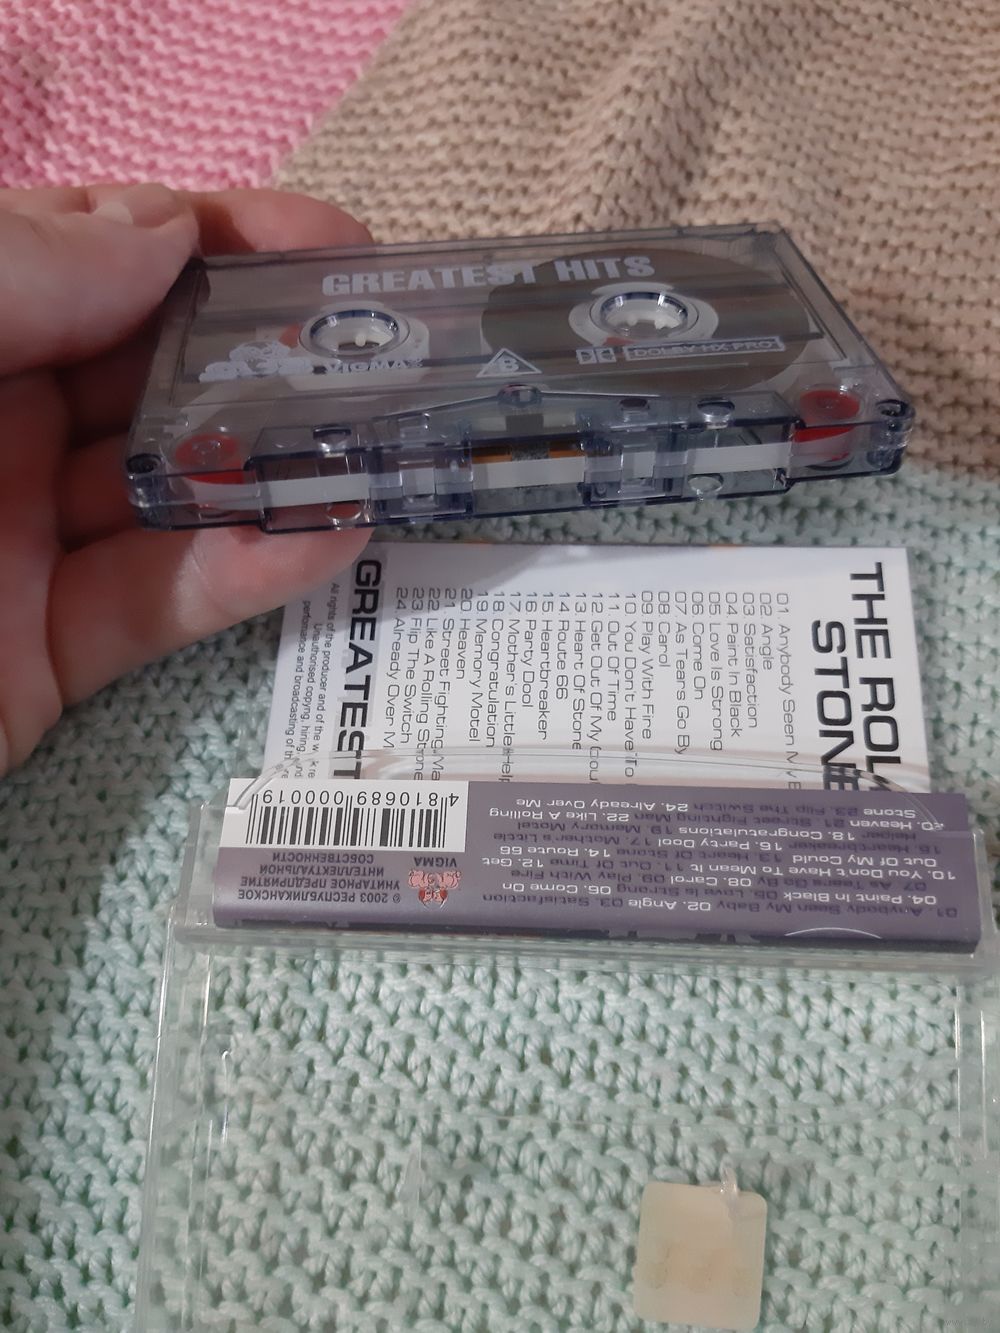 GREATEST HITS
VIGMA
B
DOLBY HX PRO
THE ROL
STONE
01. Anybody Seen My B
02. Angie
03. Satisfaction
04. Paint In Black
05. Love Is Strong
06. Come On
07. As Tears Go By
08. Carol
09. Play With Fire
10. You Don't Have To
11. Out Of Time
12. Get Out Of My Cou
13. Heart Of Stone
14. Route 66
15. Heartbreaker
16. Party Dool
17. Mother's Little Help
18. Congratulation
19. Memory Motel
20. Heaven
21. Street Fighting Ma
22. Like A Rolling Stone
23. Flip The Switch
24. Already Over M
GREATEST
All rights of the producer and of the w
Unauthorised copying, hiring,
performance and broadcasting of th
01. Anybody Seen My Baby 02. Angie 03. Satisfaction
04. Paint In Black 05. Love Is Strong 06. Come On
07. As Tears Go By 08. Carol 09. Play With Fire
10. You Don't Have To Mean It 11. Out Of Time 12. Get
Out Of My Could 13. Heart Of Stone 14. Route 66
15. Heartbreaker 16. Party Dool 17. Mother's Little
Helper 18. Congratulations 19. Memory Motel
20. Heaven 21. Street Fighting Man 22. Like A Rolling
Stone 23. Flip The Switch 24. Already Over Me
© 2003 РЕСПУБЛИКАНСКОЕ
УНИТАРНОЕ ПРЕДПРИЯТИЕ
ИНТЕЛЛЕКТУАЛЬНОЙ
СОБСТВЕННОСТИ
VIGMA
4 810689 000019